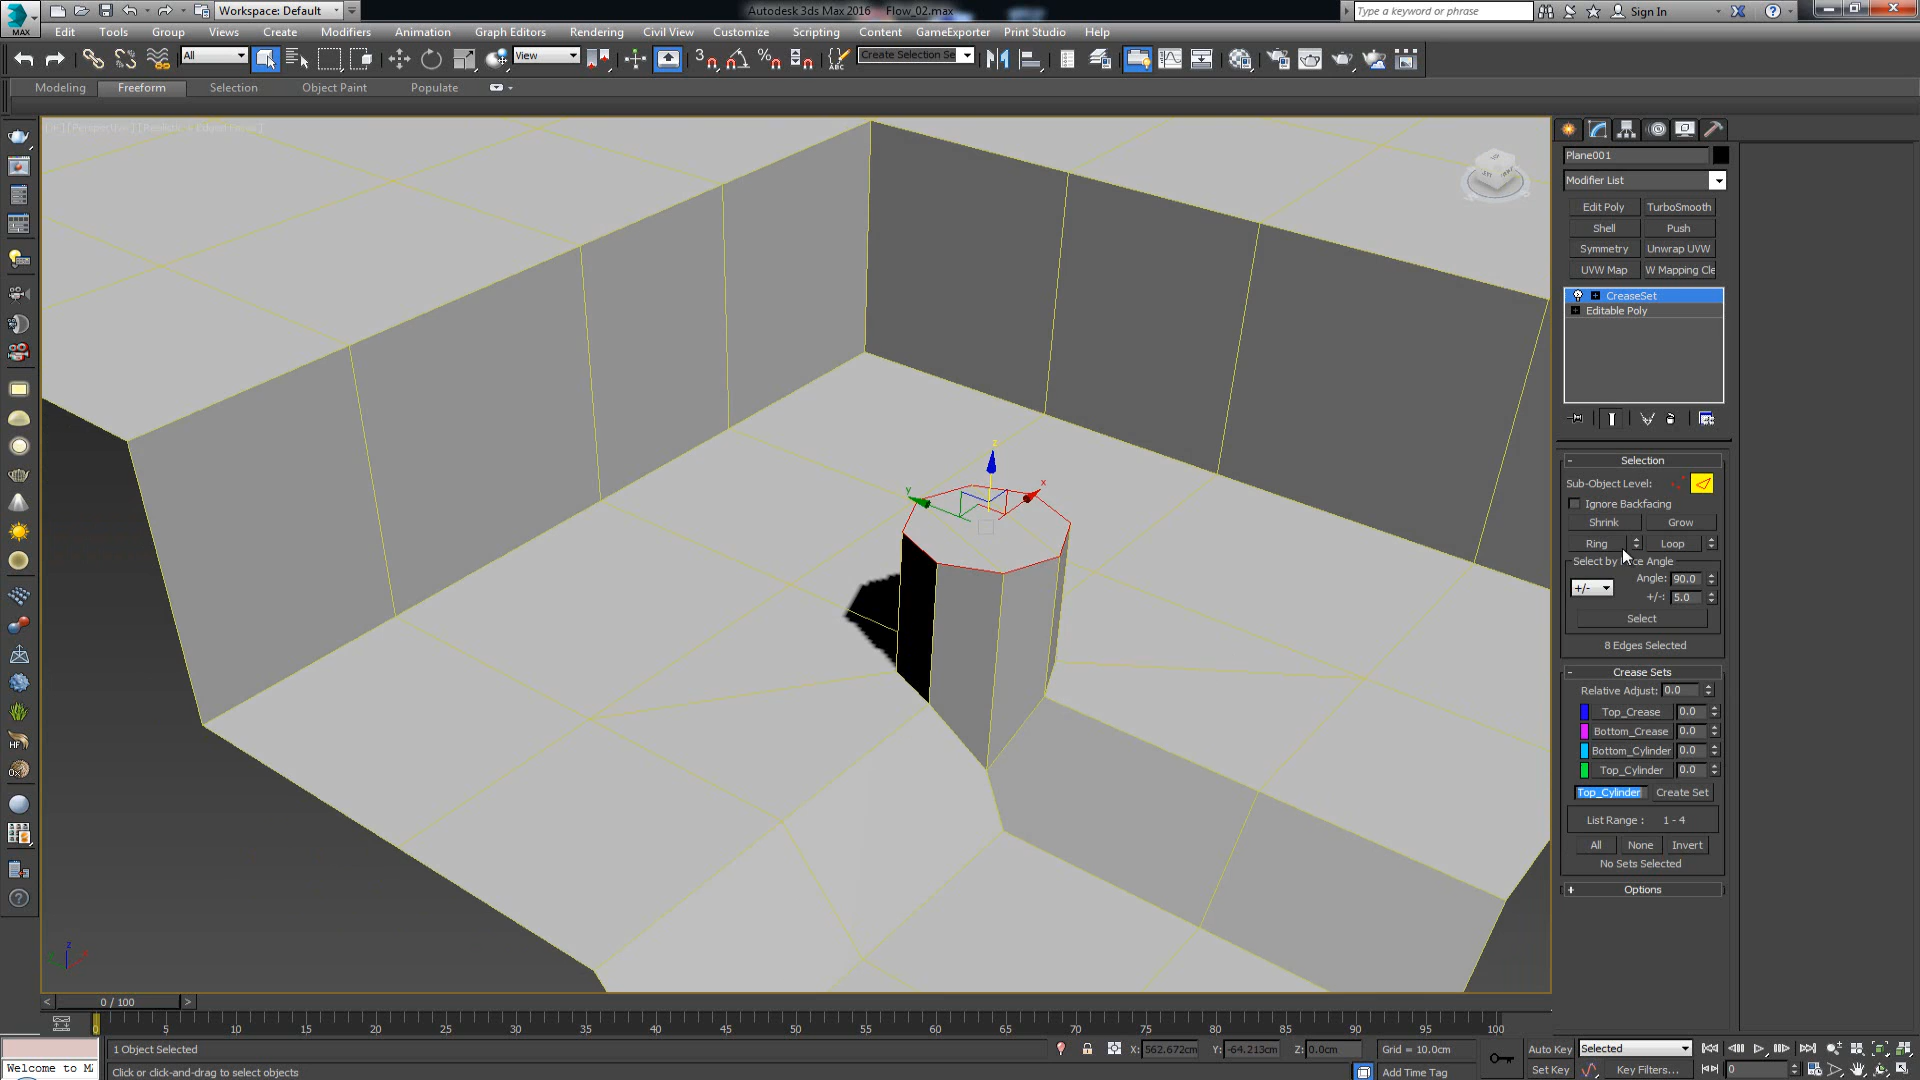 Workspace: Default
Autodesk 3ds Max 2016
Flow_02.max
Type a keyword or phrase
Sign In
MAX
Edit
Tools
Group
Views
Create
Modifiers
Animation
Graph Editors
Rendering
Civil View
Customize
Scripting
Content
GameExporter
Print Studio
Help
All
View
3
ABC
Create Selection Se
Modeling
Freeform
Selection
Object Paint
Populate
Plane001
Modifier List
Edit Poly
TurboSmooth
Shell
Push
Symmetry
Unwrap UVW
UVW Map
W Mapping Cle
CreaseSet
Editable Poly
Selection
Sub-Object Level:
Ignore Backfacing
Shrink
Grow
Ring
Loop
+/-
Angle: 90.0
+/-: 5.0
Select
8 Edges Selected
Crease Sets
Relative Adjust: 0.0
Top_Crease 0.0
Bottom_Crease 0.0
Bottom_Cylinder 0.0
Top_Cylinder 0.0
Top_Cylinder
Create Set
List Range : 1 - 4
All
None
Invert
No Sets Selected
+ Options
z
y
x
HF
z
< 0 / 100 >
0 5 10 15 20 25 30 35 40 45 50 55 60 65 70 75 80 85 90 95 100
1 Object Selected
X: 562.672cm
Y: -64.213cm
Z: 0.0cm
Grid = 10.0cm
Auto Key
Selected
Welcome to M
Click or click-and-drag to select objects
Add Time Tag
Set Key
Key Filters...
0